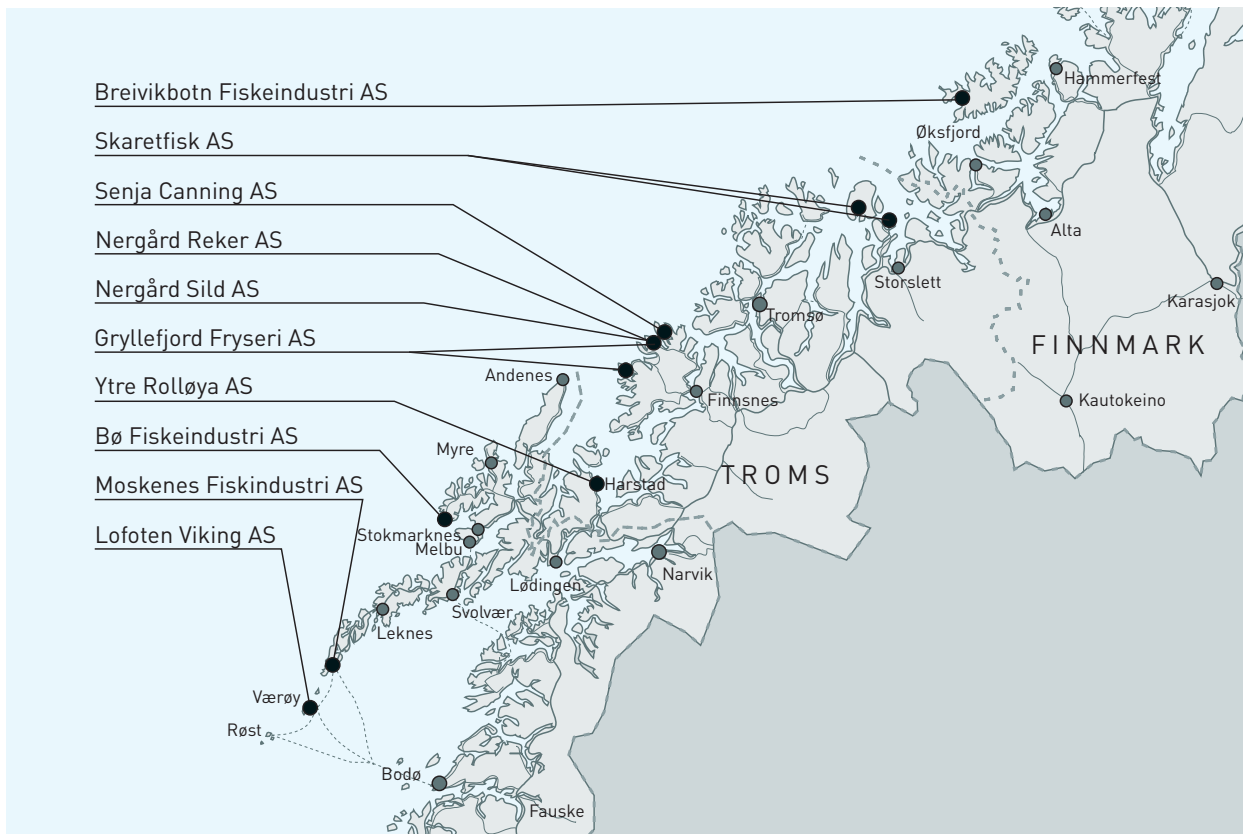 Breivikbotn Fiskeindustri AS
Skaretfisk AS
Senja Canning AS
Nergård Reker AS
Nergård Sild AS
Gryllefjord Fryseri AS
Ytre Rolløya AS
Bø Fiskeindustri AS
Moskenes Fiskindustri AS
Lofoten Viking AS
Hammerfest
Øksfjord
Alta
Storslett
Karasjok
Tromsø
FINNMARK
Andenes
Finnsnes
Kautokeino
Myre
TROMS
Harstad
Stokmarknes
Melbu
Lødingen
Narvik
Svolvær
Leknes
Værøy
Røst
Bodø
Fauske